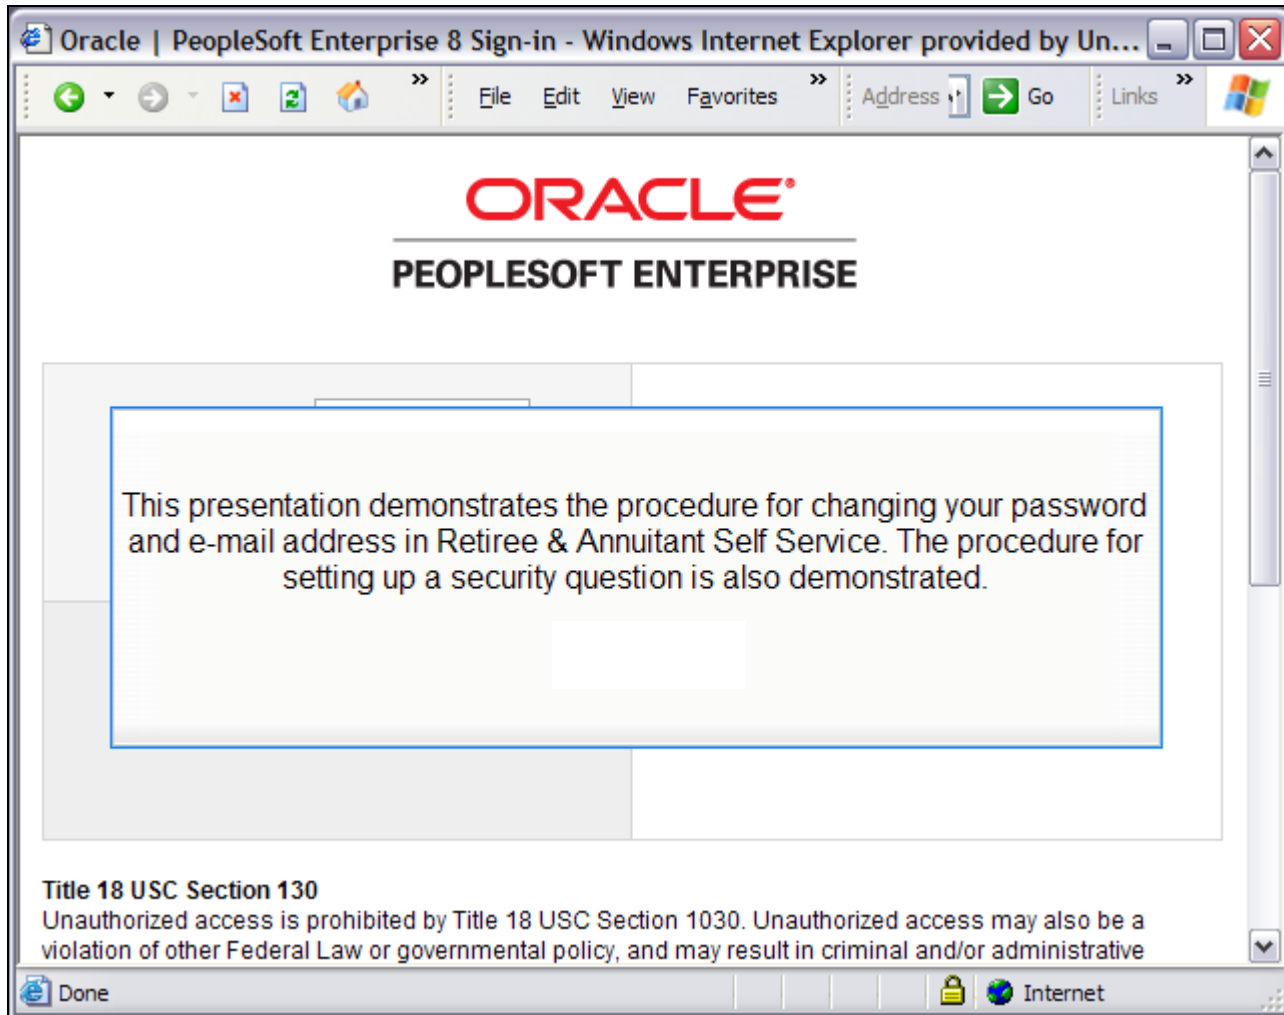 Oracle | PeopleSoft Enterprise 8 Sign-in - Windows Internet Explorer provided by Un...
» File Edit View Favorites » Address Go Links »
ORACLE®
PEOPLESOFT ENTERPRISE
This presentation demonstrates the procedure for changing your password
and e-mail address in Retiree & Annuitant Self Service. The procedure for
setting up a security question is also demonstrated.
Title 18 USC Section 130
Unauthorized access is prohibited by Title 18 USC Section 1030. Unauthorized access may also be a
violation of other Federal Law or governmental policy, and may result in criminal and/or administrative
Done Internet